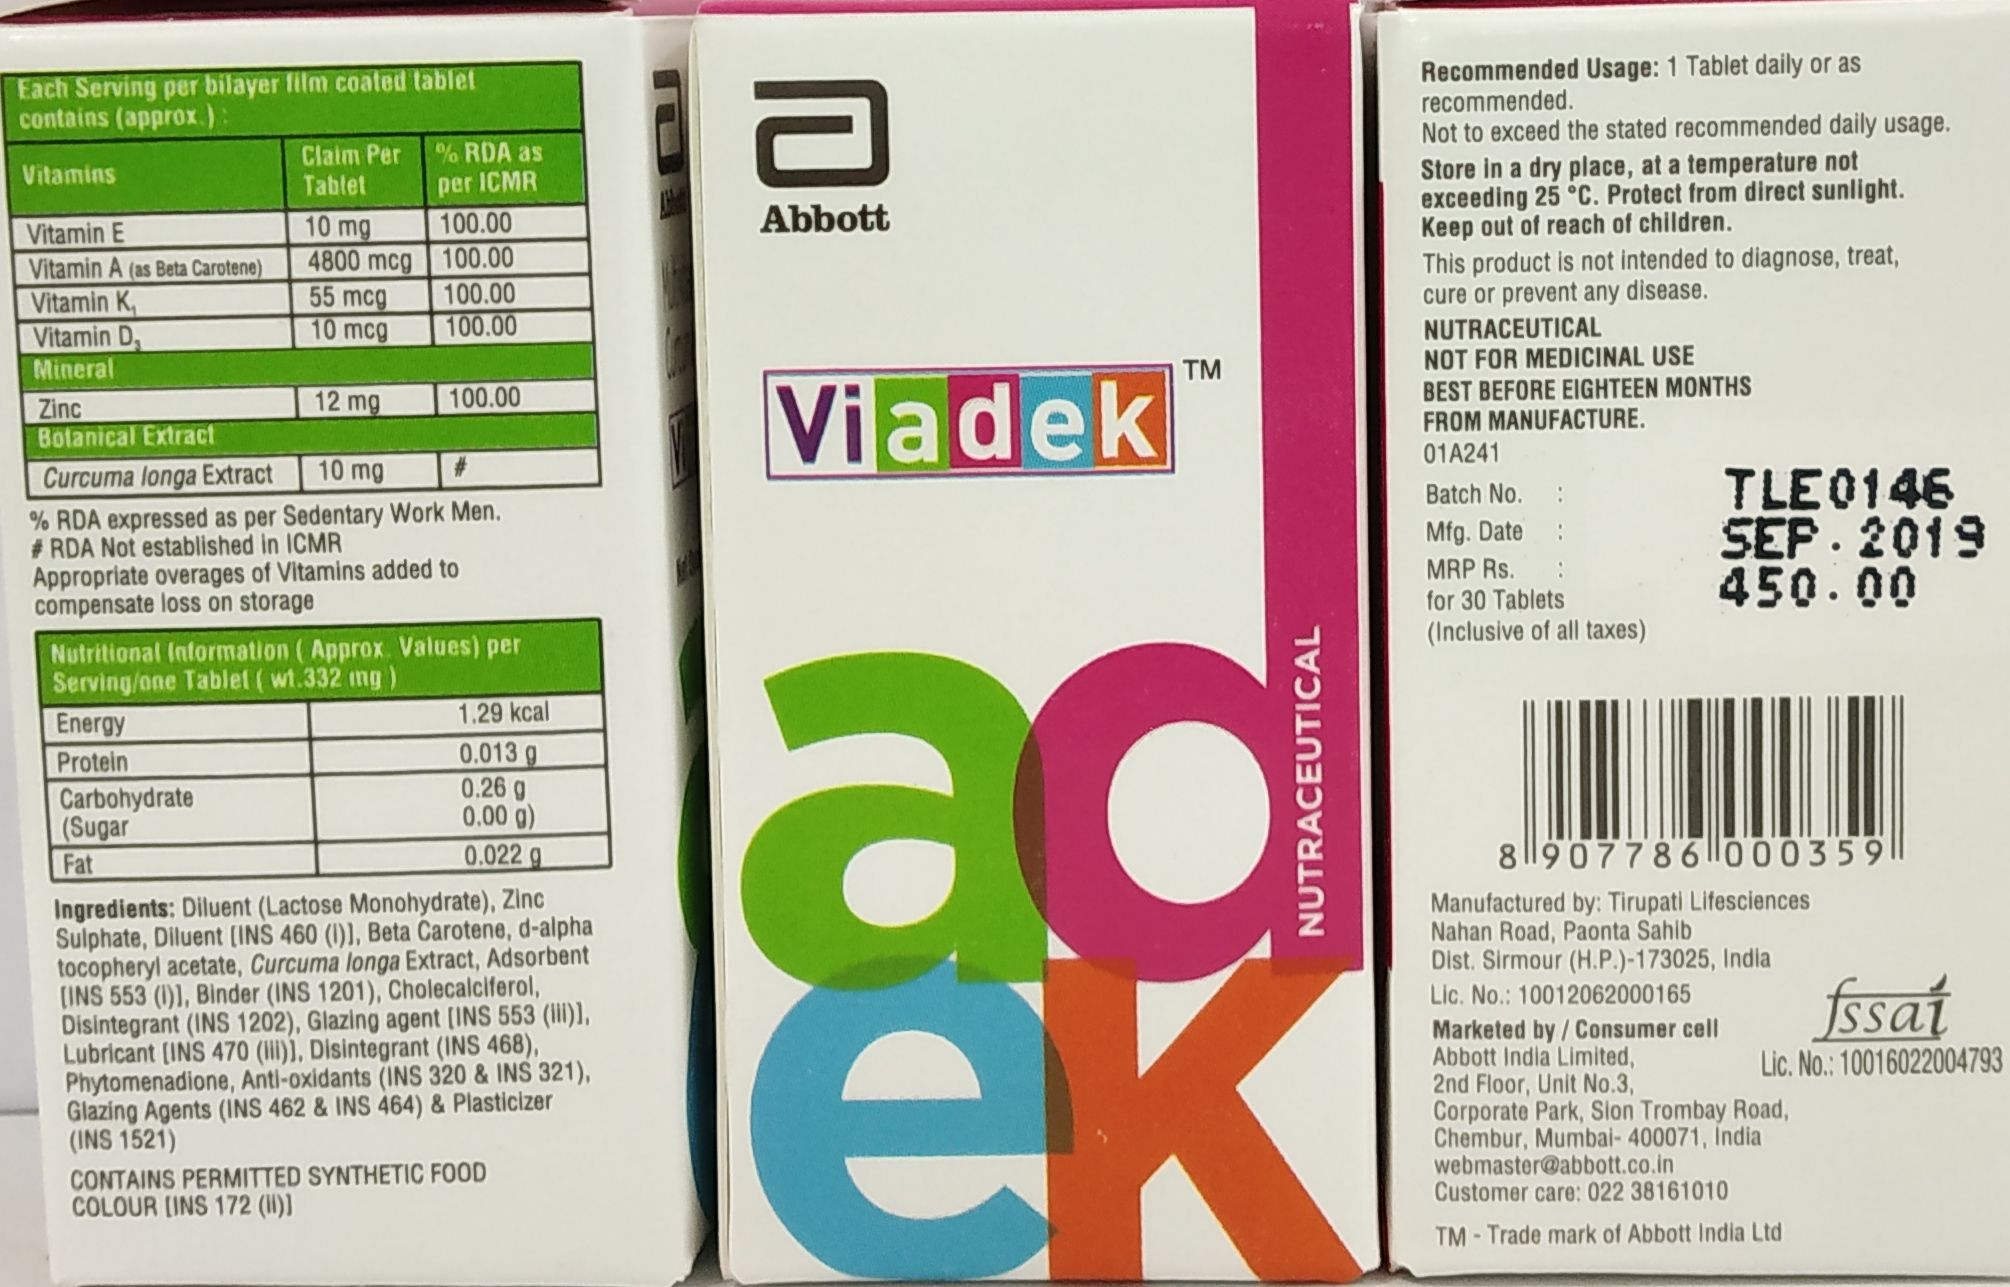 Each Serving per bilayer film coated tablet
contains (approx.) :
Vitamins Claim Per Tablet % RDA as per ICMR
Vitamin E 10 mg 100.00
Vitamin A (as Beta Carotene) 4800 mcg 100.00
Vitamin K1 55 mcg 100.00
Vitamin D3 10 mcg 100.00
Mineral
Zinc 12 mg 100.00
Botanical Extract
Curcuma longa Extract 10 mg #
% RDA expressed as per Sedentary Work Men.
# RDA Not established in ICMR
Appropriate overages of Vitamins added to
compensate loss on storage
Nutritional Information ( Approx. Values) per
Serving/one Tablet ( wt.332 mg )
Energy 1.29 kcal
Protein 0.013 g
Carbohydrate 0.26 g
(Sugar 0.00 g)
Fat 0.022 g
Ingredients: Diluent (Lactose Monohydrate), Zinc
Sulphate, Diluent [INS 460 (i)], Beta Carotene, d-alpha
tocopheryl acetate, Curcuma longa Extract, Adsorbent
[INS 553 (i)], Binder (INS 1201), Cholecalciferol,
Disintegrant (INS 1202), Glazing agent [INS 553 (iii)],
Lubricant [INS 470 (iii)], Disintegrant (INS 468),
Phytomenadione, Anti-oxidants (INS 320 & INS 321),
Glazing Agents (INS 462 & INS 464) & Plasticizer
(INS 1521)
CONTAINS PERMITTED SYNTHETIC FOOD
COLOUR [INS 172 (ii)]
Abbott
Viadek TM
ad
ek
NUTRACEUTICAL
Recommended Usage: 1 Tablet daily or as
recommended.
Not to exceed the stated recommended daily usage.
Store in a dry place, at a temperature not
exceeding 25 °C. Protect from direct sunlight.
Keep out of reach of children.
This product is not intended to diagnose, treat,
cure or prevent any disease.
NUTRACEUTICAL
NOT FOR MEDICINAL USE
BEST BEFORE EIGHTEEN MONTHS
FROM MANUFACTURE.
01A241
Batch No. : TLE0146
Mfg. Date : SEP.2019
MRP Rs. : 450.00
for 30 Tablets
(Inclusive of all taxes)
8 907786 000359
Manufactured by: Tirupati Lifesciences
Nahan Road, Paonta Sahib
Dist. Sirmour (H.P.)-173025, India
Lic. No.: 10012062000165
fssai
Lic. No.: 10016022004793
Marketed by / Consumer cell
Abbott India Limited,
2nd Floor, Unit No.3,
Corporate Park, Sion Trombay Road,
Chembur, Mumbai- 400071, India
webmaster@abbott.co.in
Customer care: 022 38161010
TM - Trade mark of Abbott India Ltd